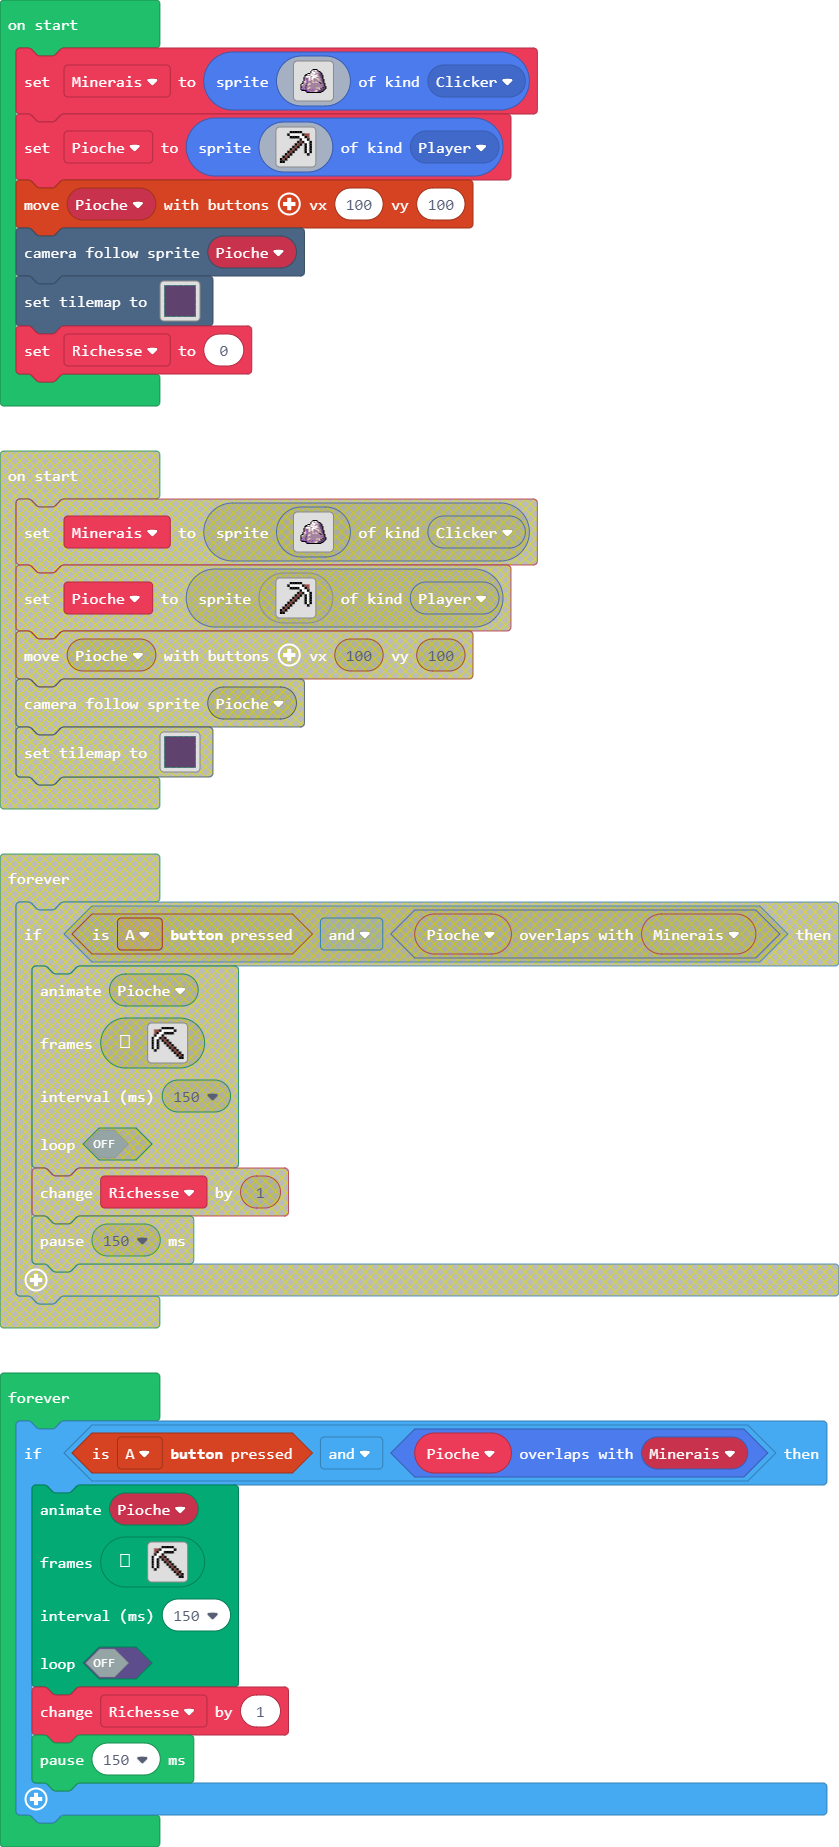 on start
set Minerais to sprite of kind Clicker
set Pioche to sprite of kind Player
move Pioche with buttons vx 100 vy 100
camera follow sprite Pioche
set tilemap to
set Richesse to 0
on start
set Minerais to sprite of kind Clicker
set Pioche to sprite of kind Player
move Pioche with buttons vx 100 vy 100
camera follow sprite Pioche
set tilemap to
forever
if is A button pressed and Pioche overlaps with Minerais then
animate Pioche
frames
interval (ms) 150
loop OFF
change Richesse by 1
pause 150 ms
forever
if is A button pressed and Pioche overlaps with Minerais then
animate Pioche
frames
interval (ms) 150
loop OFF
change Richesse by 1
pause 150 ms